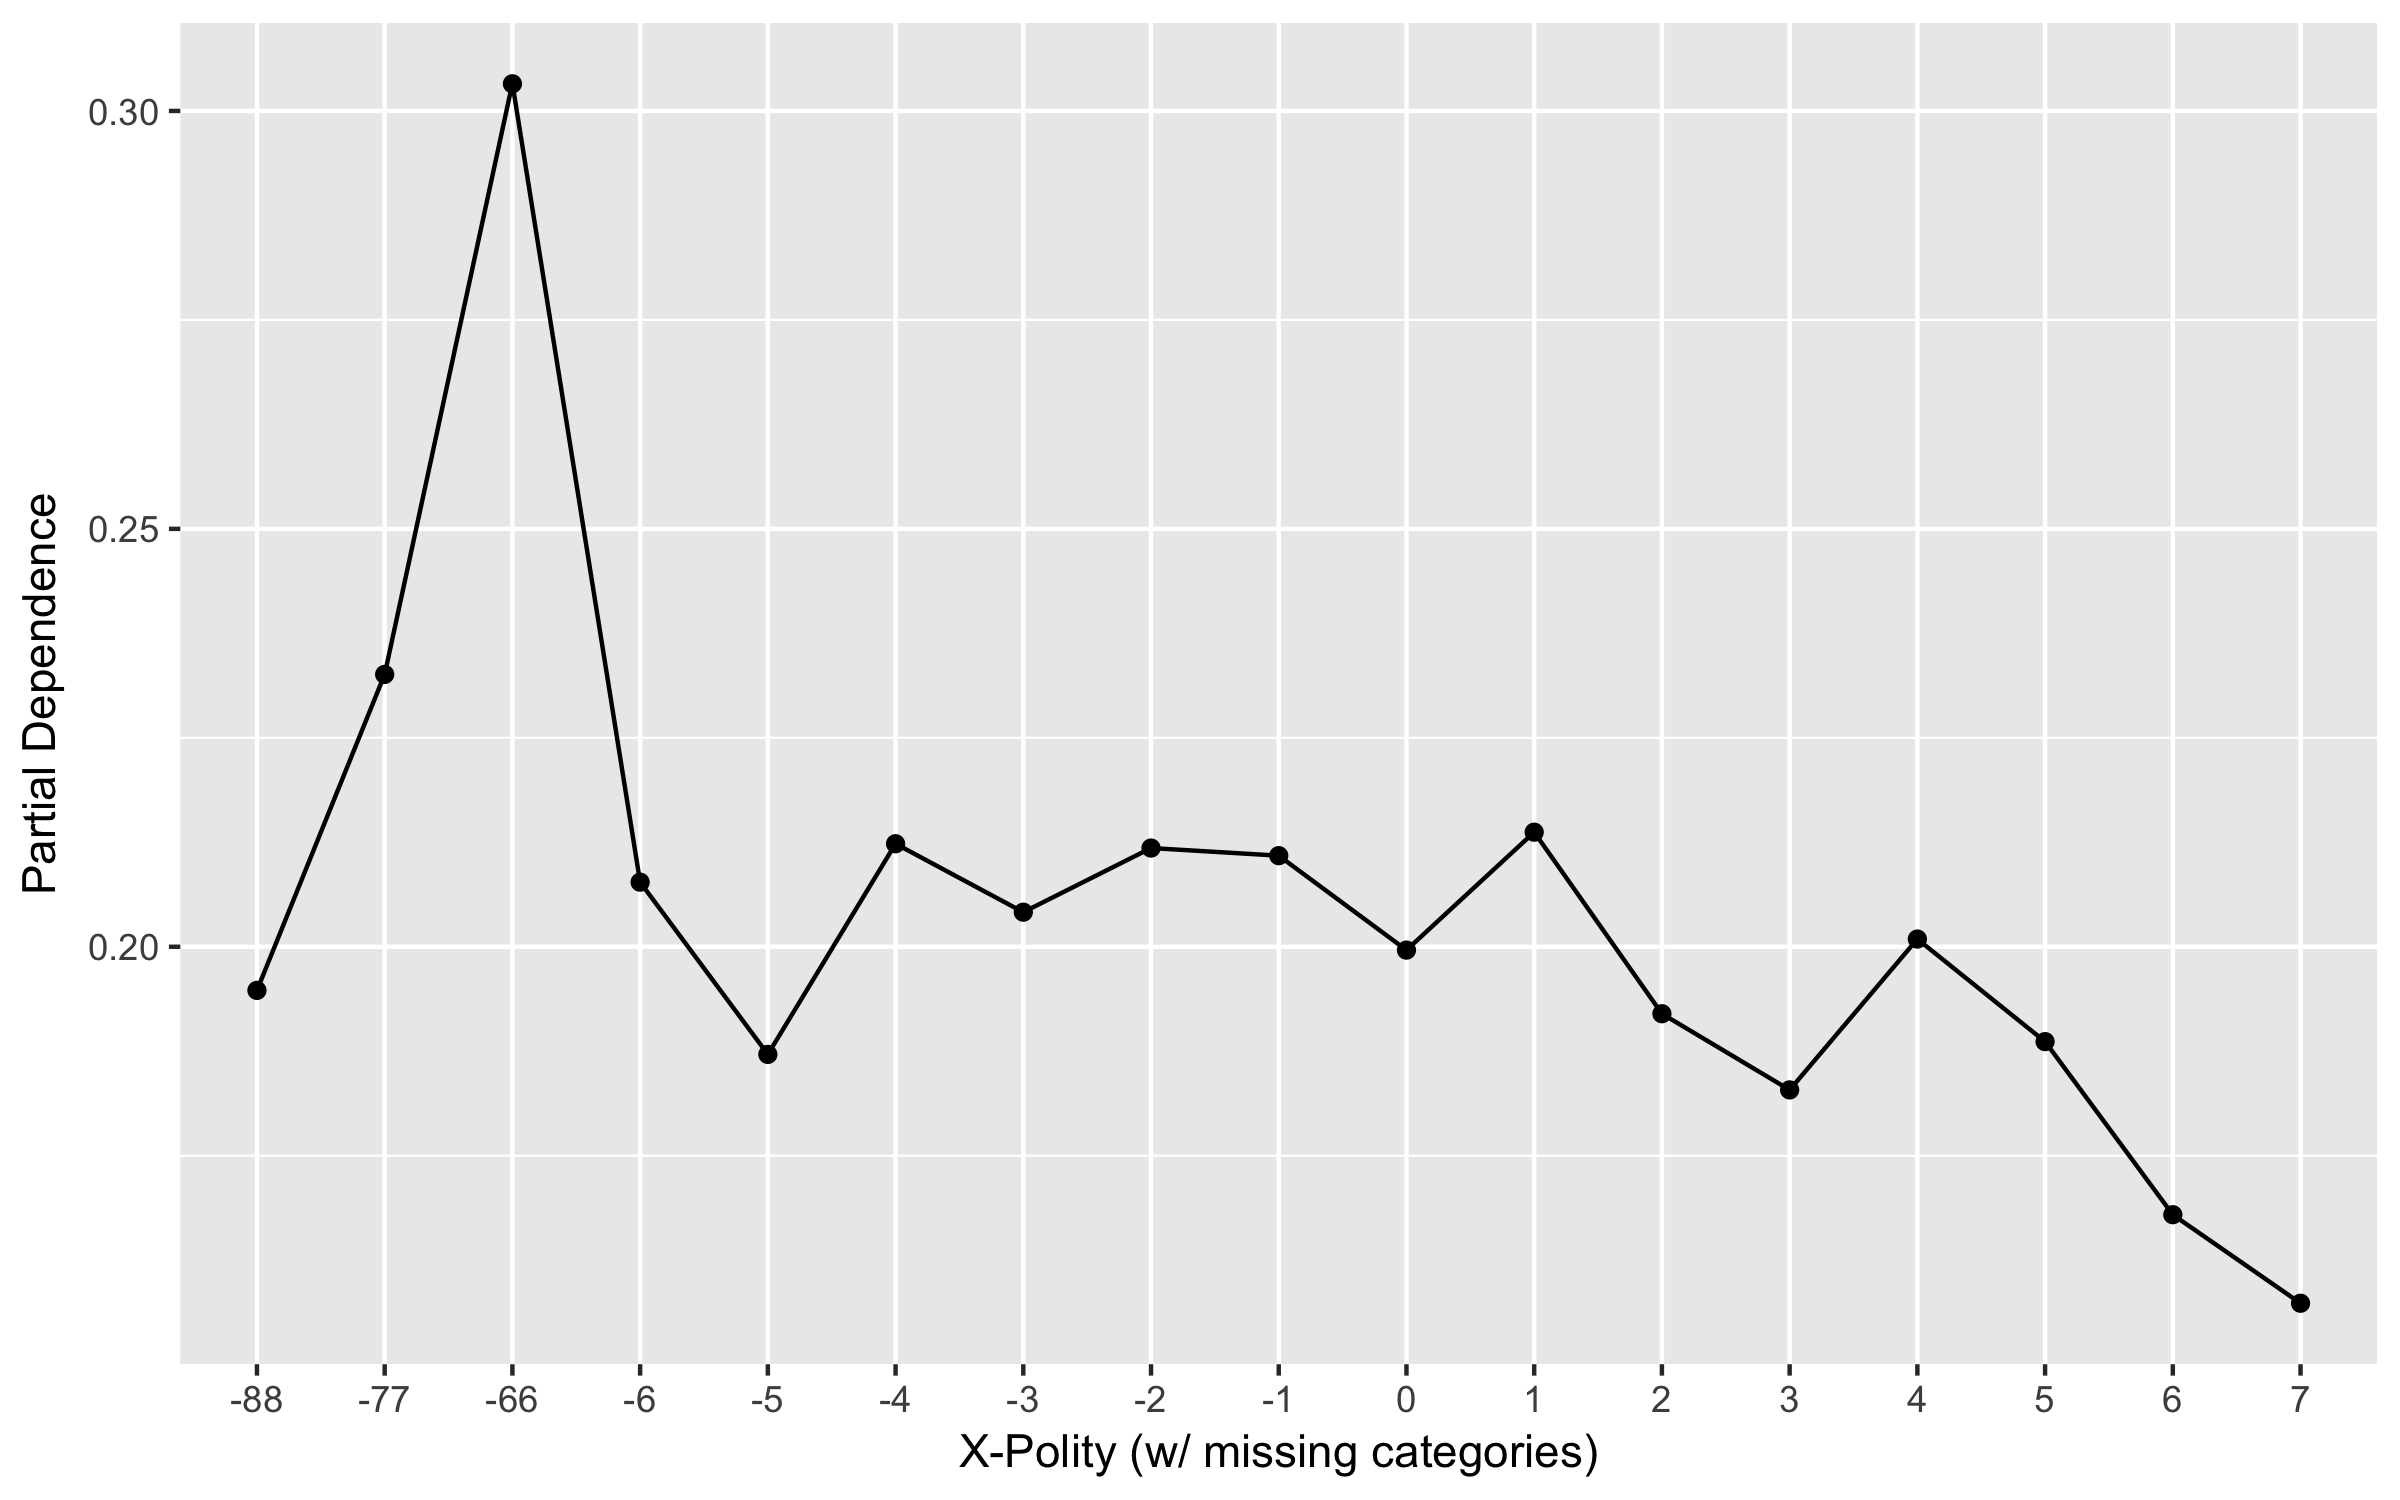 Partial Dependence
0.30
0.25
0.20
-88 -77 -66 -6 -5 -4 -3 -2 -1 0 1 2 3 4 5 6 7
X-Polity (w/ missing categories)